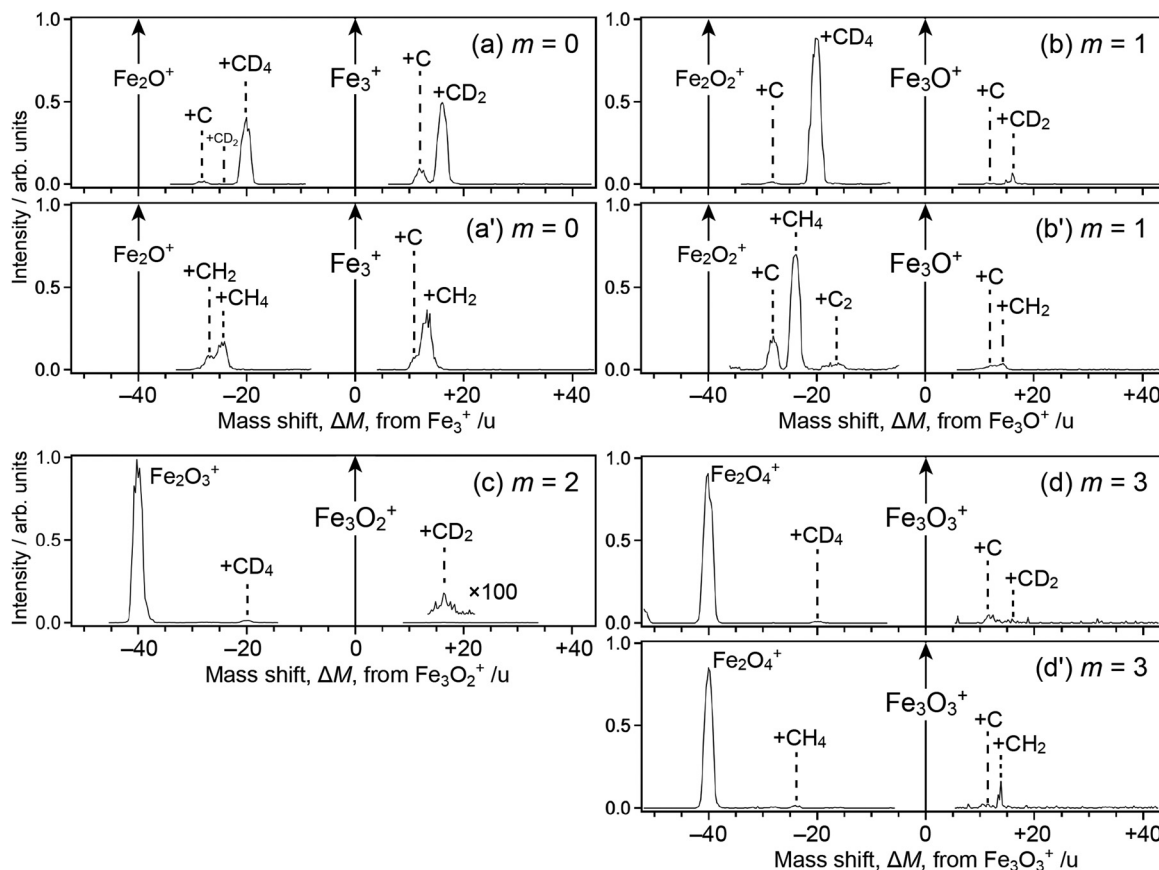 (a) m = 0
Intensity / arb. units
1.0
0.5
0.0
Fe₂O⁺
+C
+CD₂
+CD₄
Fe₃⁺
+C
+CD₂
(b) m = 1
1.0
0.5
0.0
Fe₂O₂⁺
+C
+CD₄
Fe₃O⁺
+C
+CD₂
(a') m = 0
1.0
0.5
0.0
Fe₂O⁺
+CH₂
+CH₄
Fe₃⁺
+C
+CH₂
−40 −20 0 +20 +40
Mass shift, ΔM, from Fe₃⁺ /u
(b') m = 1
1.0
0.5
0.0
Fe₂O₂⁺
+C
+CH₄
+C₂
Fe₃O⁺
+C
+CH₂
−40 −20 0 +20 +40
Mass shift, ΔM, from Fe₃O⁺ /u
(c) m = 2
Intensity / arb. units
1.0
0.5
0.0
Fe₂O₃⁺
+CD₄
Fe₃O₂⁺
+CD₂
×100
−40 −20 0 +20 +40
Mass shift, ΔM, from Fe₃O₂⁺ /u
(d) m = 3
1.0
0.5
0.0
Fe₂O₄⁺
+CD₄
Fe₃O₃⁺
+C
+CD₂
(d') m = 3
1.0
0.5
0.0
Fe₂O₄⁺
+CH₄
Fe₃O₃⁺
+C
+CH₂
−40 −20 0 +20 +40
Mass shift, ΔM, from Fe₃O₃⁺ /u